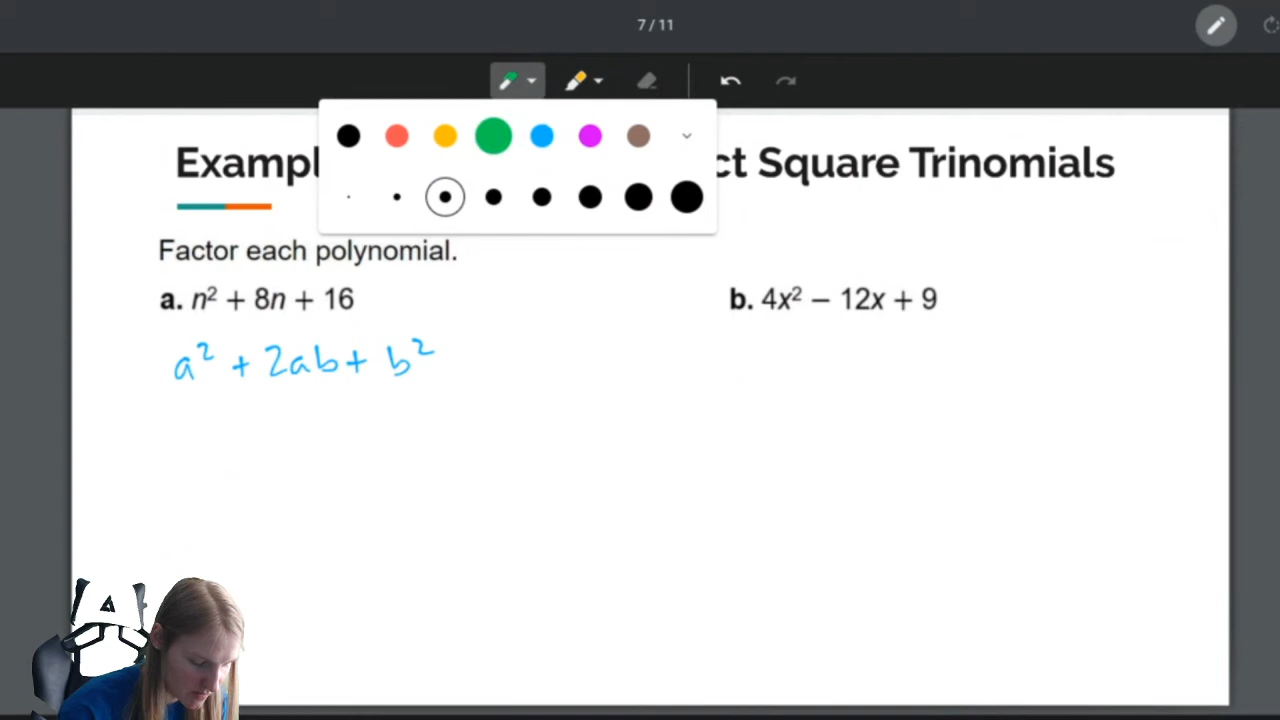 7 / 11
Exampl ct Square Trinomials
Factor each polynomial.
a. n² + 8n + 16
b. 4x² − 12x + 9
a² + 2ab + b²